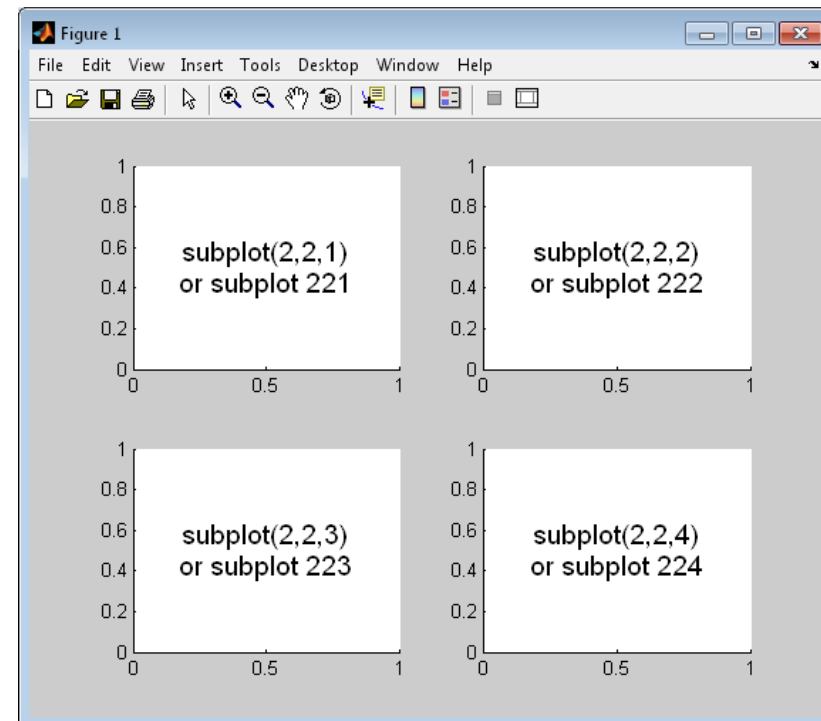 Figure 1
File Edit View Insert Tools Desktop Window Help
1
0.8
0.6
0.4
0.2
0
0 0.5 1
subplot(2,2,1)
or subplot 221
1
0.8
0.6
0.4
0.2
0
0 0.5 1
subplot(2,2,2)
or subplot 222
1
0.8
0.6
0.4
0.2
0
0 0.5 1
subplot(2,2,3)
or subplot 223
1
0.8
0.6
0.4
0.2
0
0 0.5 1
subplot(2,2,4)
or subplot 224